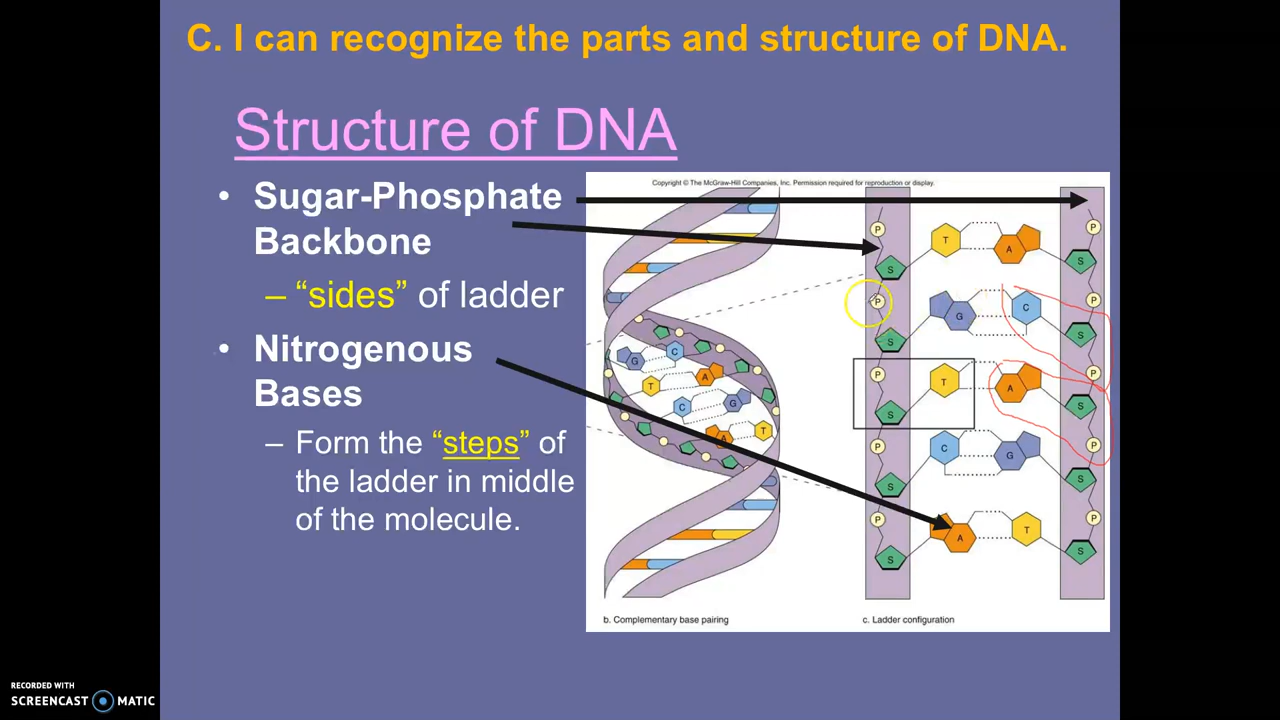 C. I can recognize the parts and structure of DNA.
Structure of DNA
• Sugar-Phosphate
Backbone
– “sides” of ladder
• Nitrogenous
Bases
– Form the “steps” of
the ladder in middle
of the molecule.
Copyright © The McGraw-Hill Companies, Inc. Permission required for reproduction or display.
G C
T A
C G
A T
b. Complementary base pairing
P T A P
S S
P G C P
S S
P T A P
S S
P C G P
S S
P A T P
S S
c. Ladder configuration
RECORDED WITH
SCREENCAST MATIC